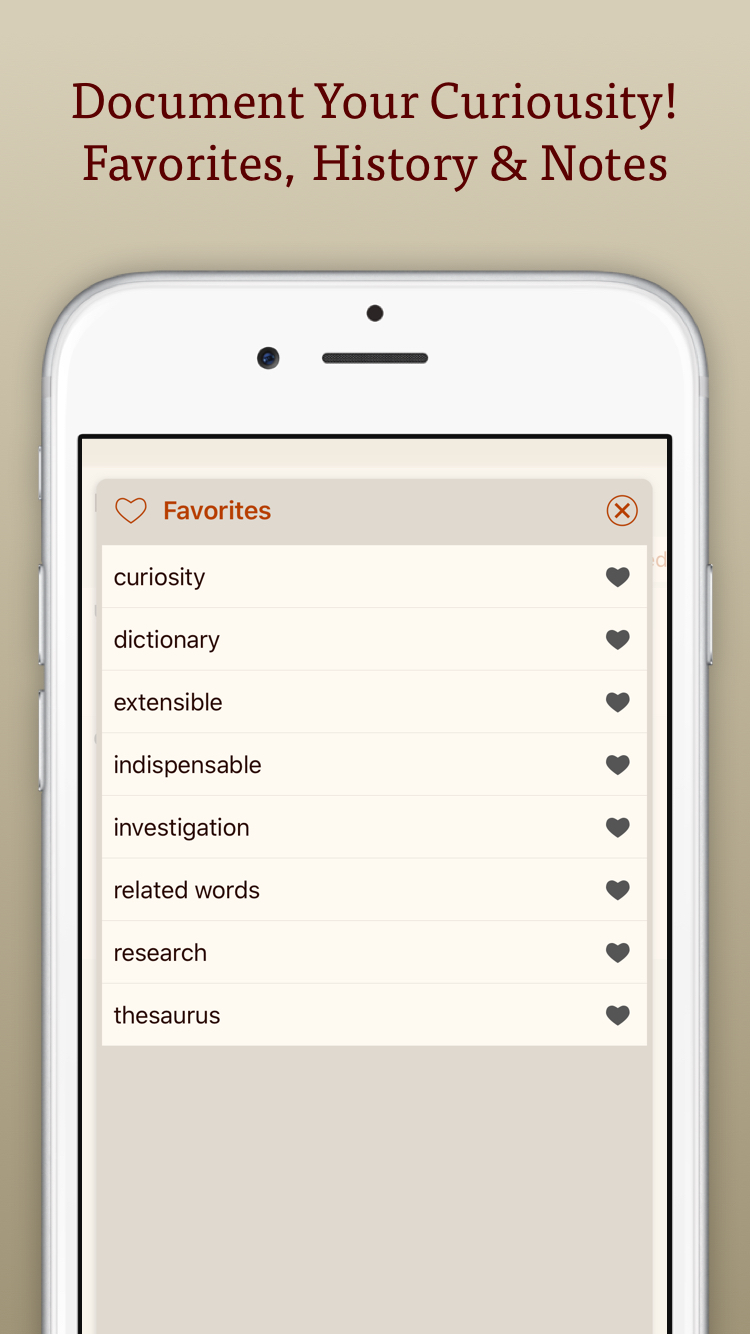 Document Your Curiousity!
Favorites, History & Notes
Favorites
curiosity
dictionary
extensible
indispensable
investigation
related words
research
thesaurus